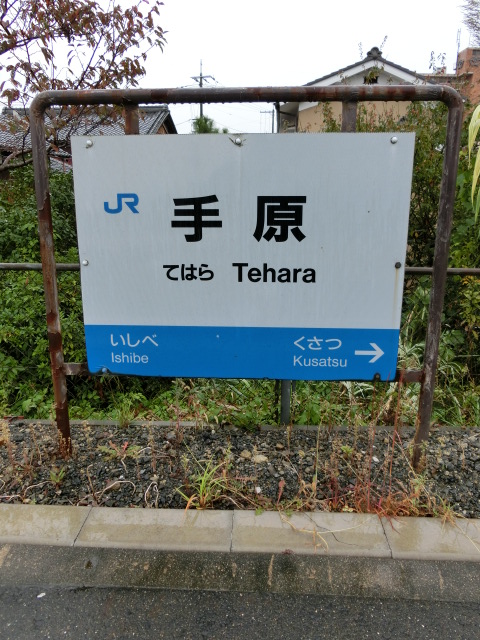 JR 手原
てはら Tehara
いしべ くさつ
Ishibe Kusatsu →